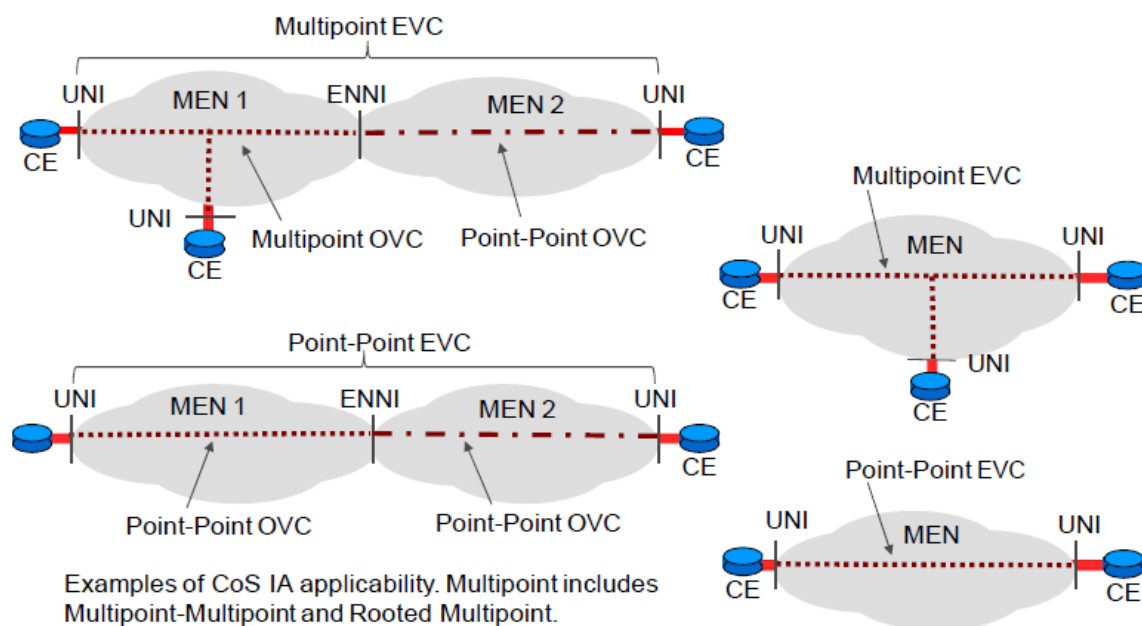 Multipoint EVC
UNI
MEN 1
ENNI
MEN 2
UNI
CE
CE
UNI
Multipoint OVC
Point-Point OVC
CE
Point-Point EVC
UNI
MEN 1
ENNI
MEN 2
UNI
CE
Point-Point OVC
Point-Point OVC
Examples of CoS IA applicability. Multipoint includes
Multipoint-Multipoint and Rooted Multipoint.
Multipoint EVC
UNI
MEN
UNI
CE
CE
UNI
CE
Point-Point EVC
UNI
MEN
UNI
CE
CE